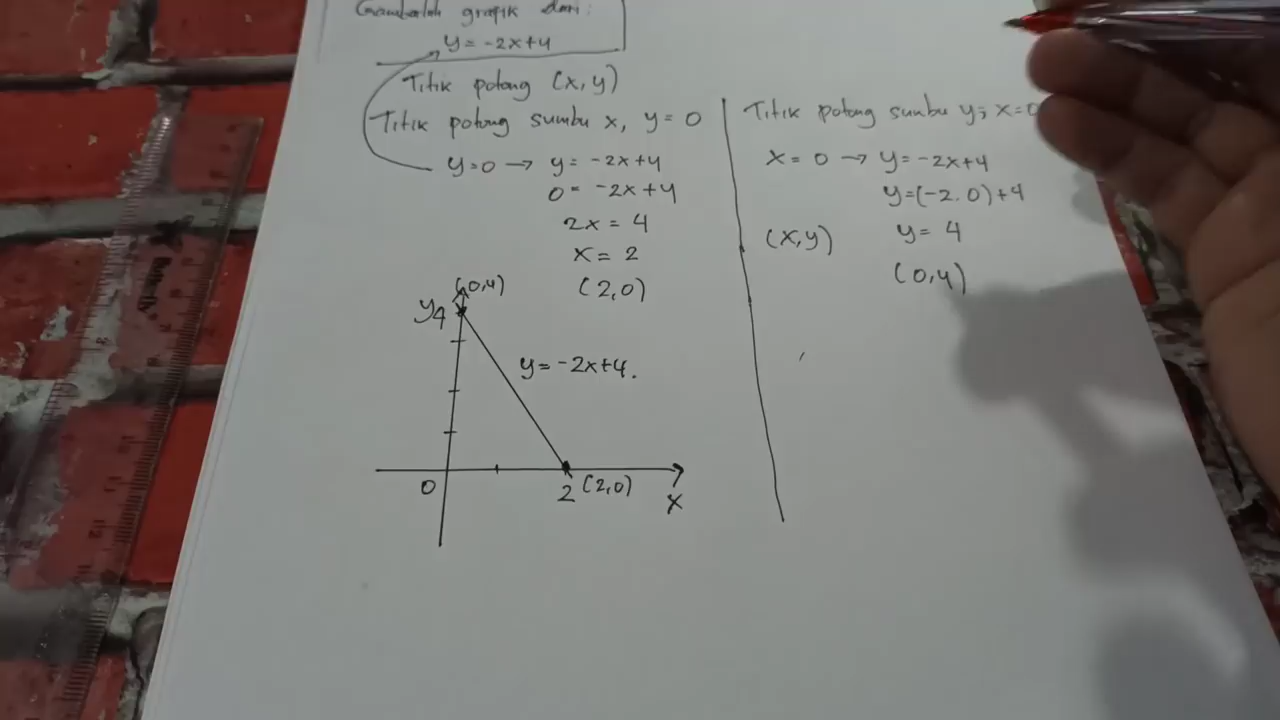 Gambarlah grafik dari:
y = -2x+4
Titik potong (x,y)
Titik potong sumbu x, y = 0
y=0 → y = -2x+4
0 = -2x+4
2x = 4
x = 2
(2,0)
Titik potong sumbu y; x=0
x = 0 → y = -2x+4
y=(-2.0)+4
(x,y)
y = 4
(0,4)
(0,4)
y
4
y = -2x+4.
0
2
(2,0)
x
Butterfly